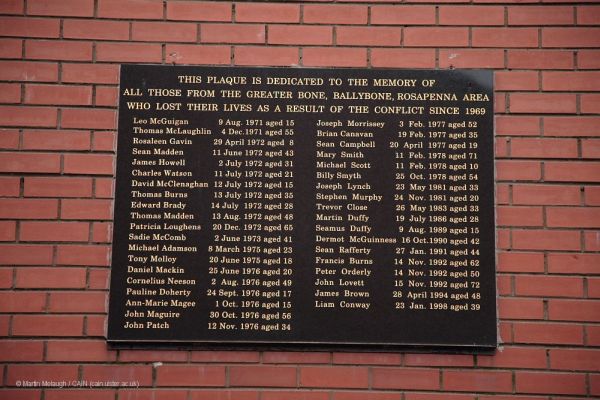 THIS PLAQUE IS DEDICATED TO THE MEMORY OF
ALL THOSE FROM THE GREATER BONE, BALLYBONE, ROSAPENNA AREA
WHO LOST THEIR LIVES AS A RESULT OF THE CONFLICT SINCE 1969
Leo McGuigan 9 Aug. 1971 aged 15
Thomas McLaughlin 4 Dec. 1971 aged 55
Rosaleen Gavin 29 April 1972 aged 8
Sean Madden 11 June 1972 aged 43
James Howell 2 July 1972 aged 31
Charles Watson 11 July 1972 aged 21
David McClenaghan 12 July 1972 aged 15
Thomas Burns 13 July 1972 aged 35
Edward Brady 14 July 1972 aged 28
Thomas Madden 13 Aug. 1972 aged 48
Patricia Loughens 20 Dec. 1972 aged 65
Sadie McComb 2 June 1973 aged 41
Michael Adamson 8 March 1975 aged 23
Tony Molloy 20 June 1975 aged 18
Daniel Mackin 25 June 1976 aged 20
Cornelius Neeson 2 Aug. 1976 aged 49
Pauline Doherty 24 Sept. 1976 aged 17
Ann-Marie Magee 1 Oct. 1976 aged 15
John Maguire 30 Oct. 1976 aged 56
John Patch 12 Nov. 1976 aged 34
Joseph Morrissey 3 Feb. 1977 aged 52
Brian Canavan 19 Feb. 1977 aged 35
Sean Campbell 20 April 1977 aged 19
Mary Smith 11 Feb. 1978 aged 71
Michael Scott 11 Feb. 1978 aged 10
Billy Smyth 25 Oct. 1978 aged 54
Joseph Lynch 23 May 1981 aged 33
Stephen Murphy 24 Nov. 1981 aged 20
Trevor Close 26 May 1983 aged 33
Martin Duffy 19 July 1986 aged 28
Seamus Duffy 9 Aug. 1989 aged 15
Dermot McGuinness 16 Oct. 1990 aged 42
Sean Rafferty 27 Jan. 1991 aged 44
Francis Burns 14 Nov. 1992 aged 62
Peter Orderly 14 Nov. 1992 aged 50
John Lovett 15 Nov. 1992 aged 72
James Brown 28 April 1994 aged 48
Liam Conway 23 Jan. 1998 aged 39
© Martin Melaugh / CAIN (cain.ulster.ac.uk)